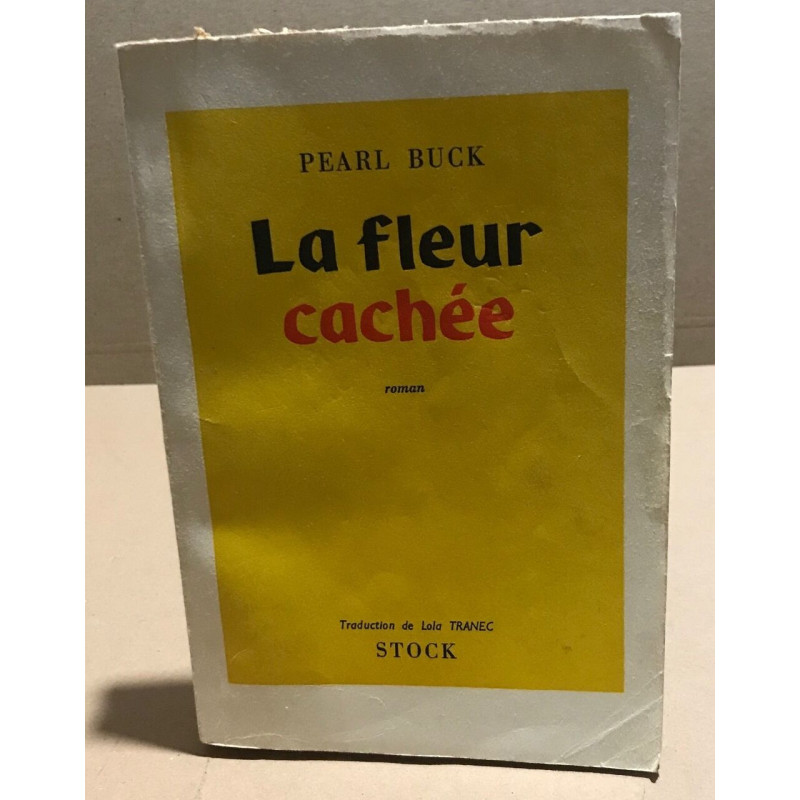 PEARL BUCK
La fleur
cachée
roman
Traduction de Lola TRANEC
STOCK